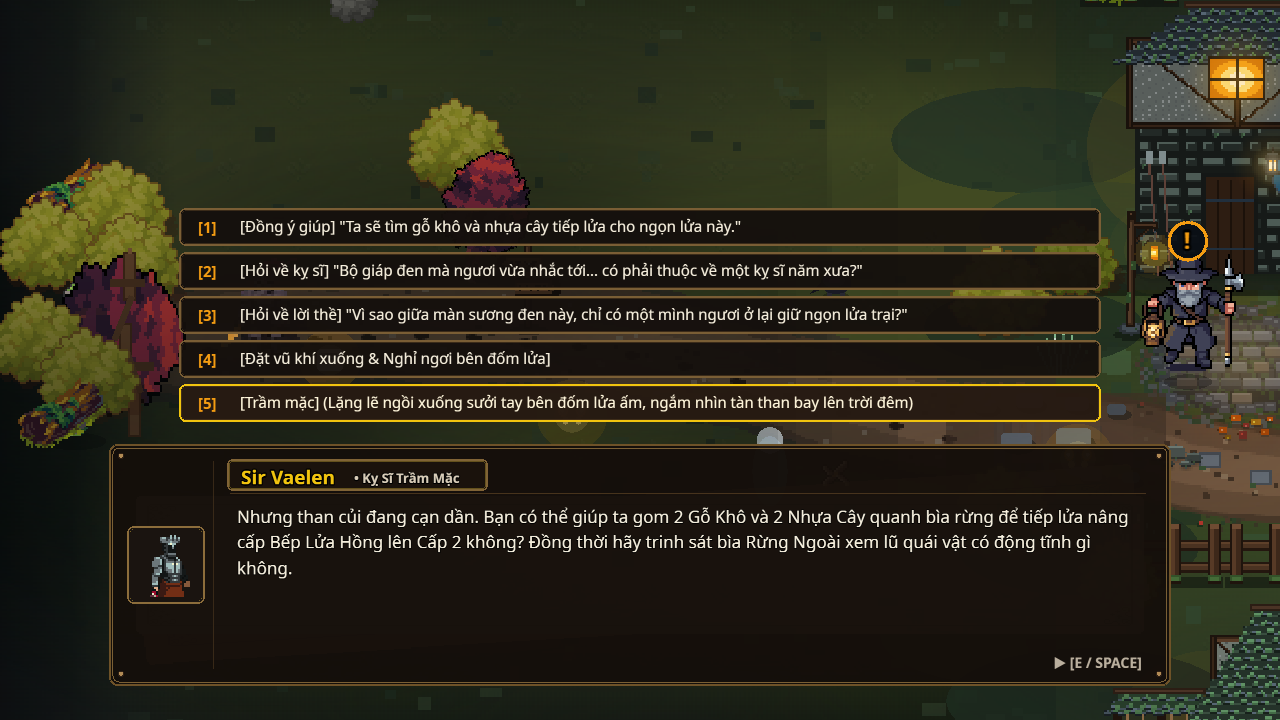 !
[1] [Đồng ý giúp] "Ta sẽ tìm gỗ khô và nhựa cây tiếp lửa cho ngọn lửa này."
[2] [Hỏi về kỵ sĩ] "Bộ giáp đen mà ngươi vừa nhắc tới... có phải thuộc về một kỵ sĩ năm xưa?"
[3] [Hỏi về lời thề] "Vì sao giữa màn sương đen này, chỉ có một mình ngươi ở lại giữ ngọn lửa trại?"
[4] [Đặt vũ khí xuống & Nghỉ ngơi bên đốm lửa]
[5] [Trầm mặc] (Lặng lẽ ngồi xuống sưởi tay bên đốm lửa ấm, ngắm nhìn tàn than bay lên trời đêm)
Sir Vaelen • Kỵ Sĩ Trầm Mặc
Nhưng than củi đang cạn dần. Bạn có thể giúp ta gom 2 Gỗ Khô và 2 Nhựa Cây quanh bìa rừng để tiếp lửa nâng
cấp Bếp Lửa Hồng lên Cấp 2 không? Đồng thời hãy trinh sát bìa Rừng Ngoài xem lũ quái vật có động tĩnh gì
không.
▶ [E / SPACE]